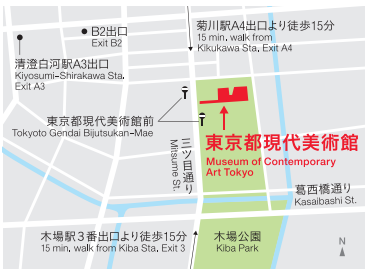 B2出口
Exit B2
菊川駅A4出口より徒歩15分
15 min. walk from
Kikukawa Sta. Exit A4
清澄白河駅A3出口
Kiyosumi-Shirakawa Sta.
Exit A3
東京都現代美術館前
Tokyoto Gendai Bijutsukan-Mae
三ツ目通り
Mitsume St.
東京都現代美術館
Museum of Contemporary
Art Tokyo
葛西橋通り
Kasaibashi St.
木場駅3番出口より徒歩15分
15 min. walk from Kiba Sta. Exit 3
木場公園
Kiba Park
N